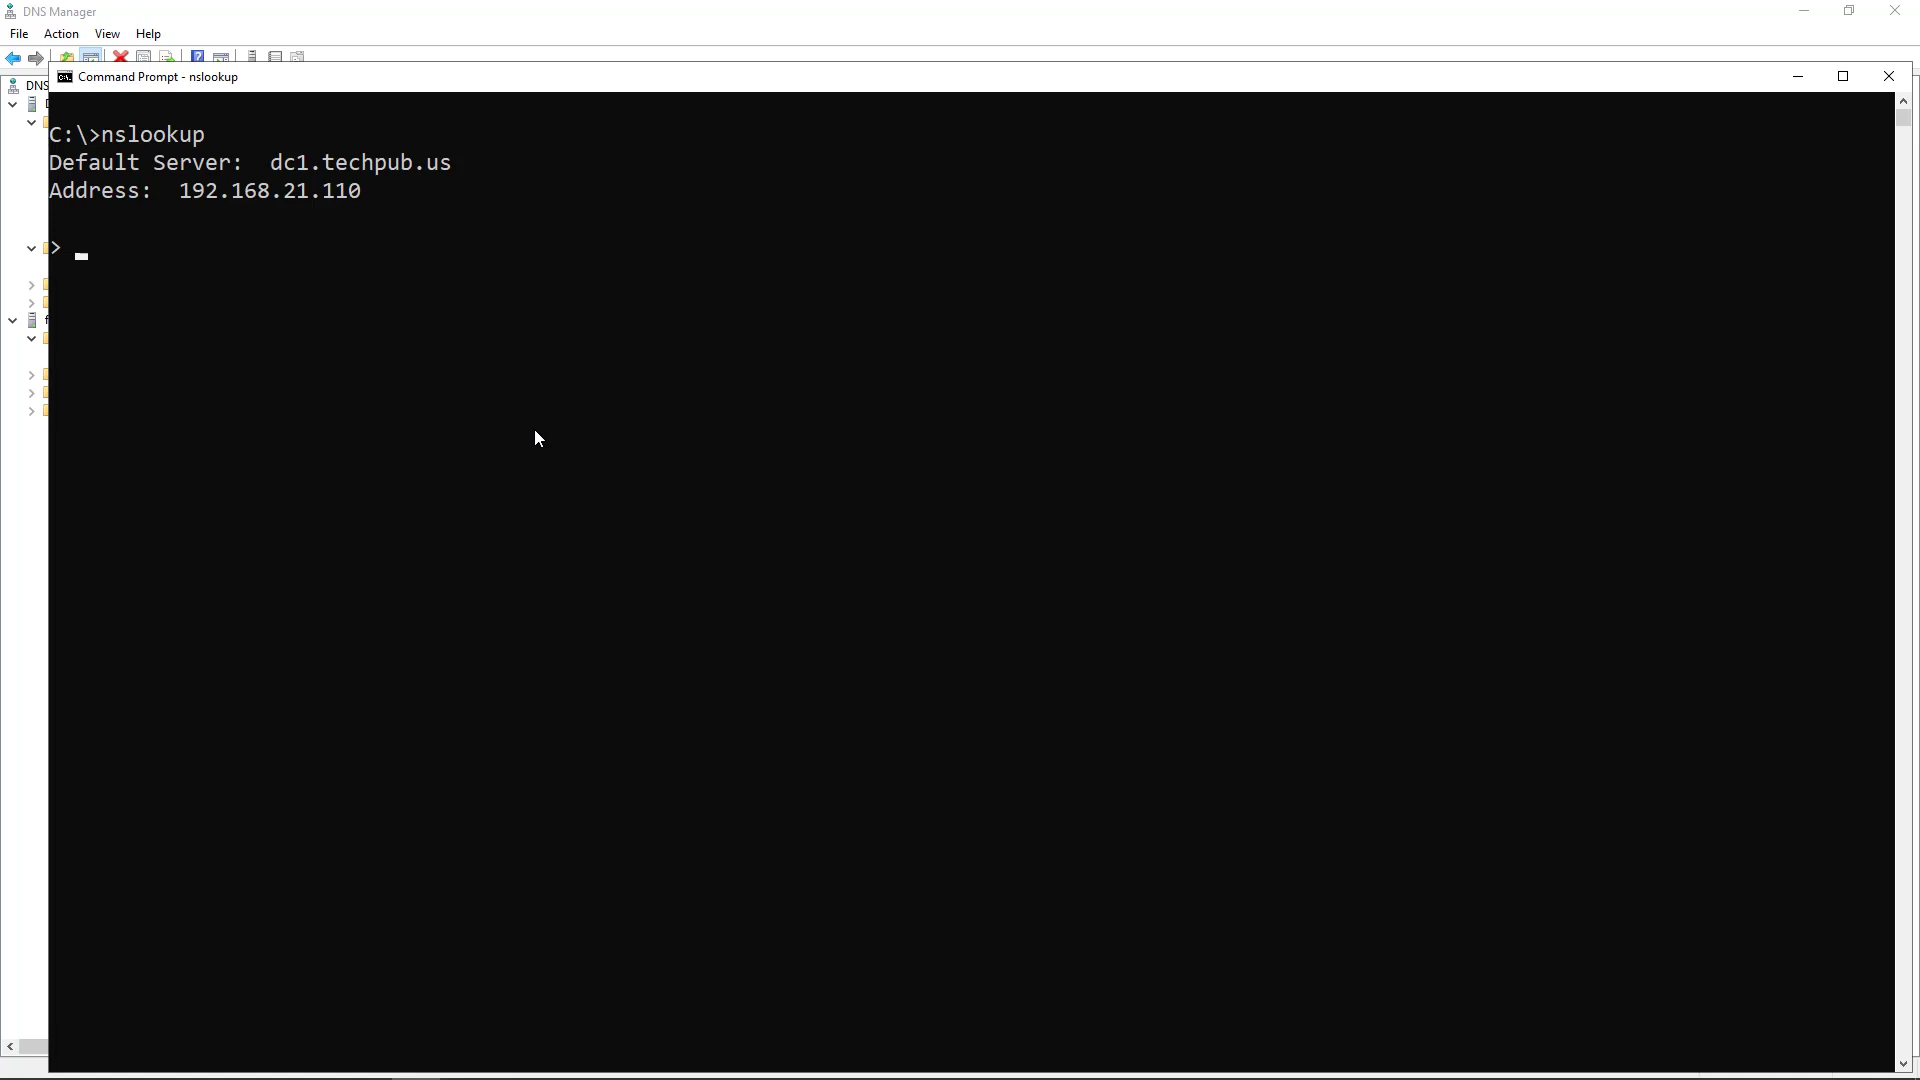 DNS Manager
File Action View Help
Command Prompt - nslookup
DNS
C:\>nslookup
Default Server:  dc1.techpub.us
Address:  192.168.21.110
>